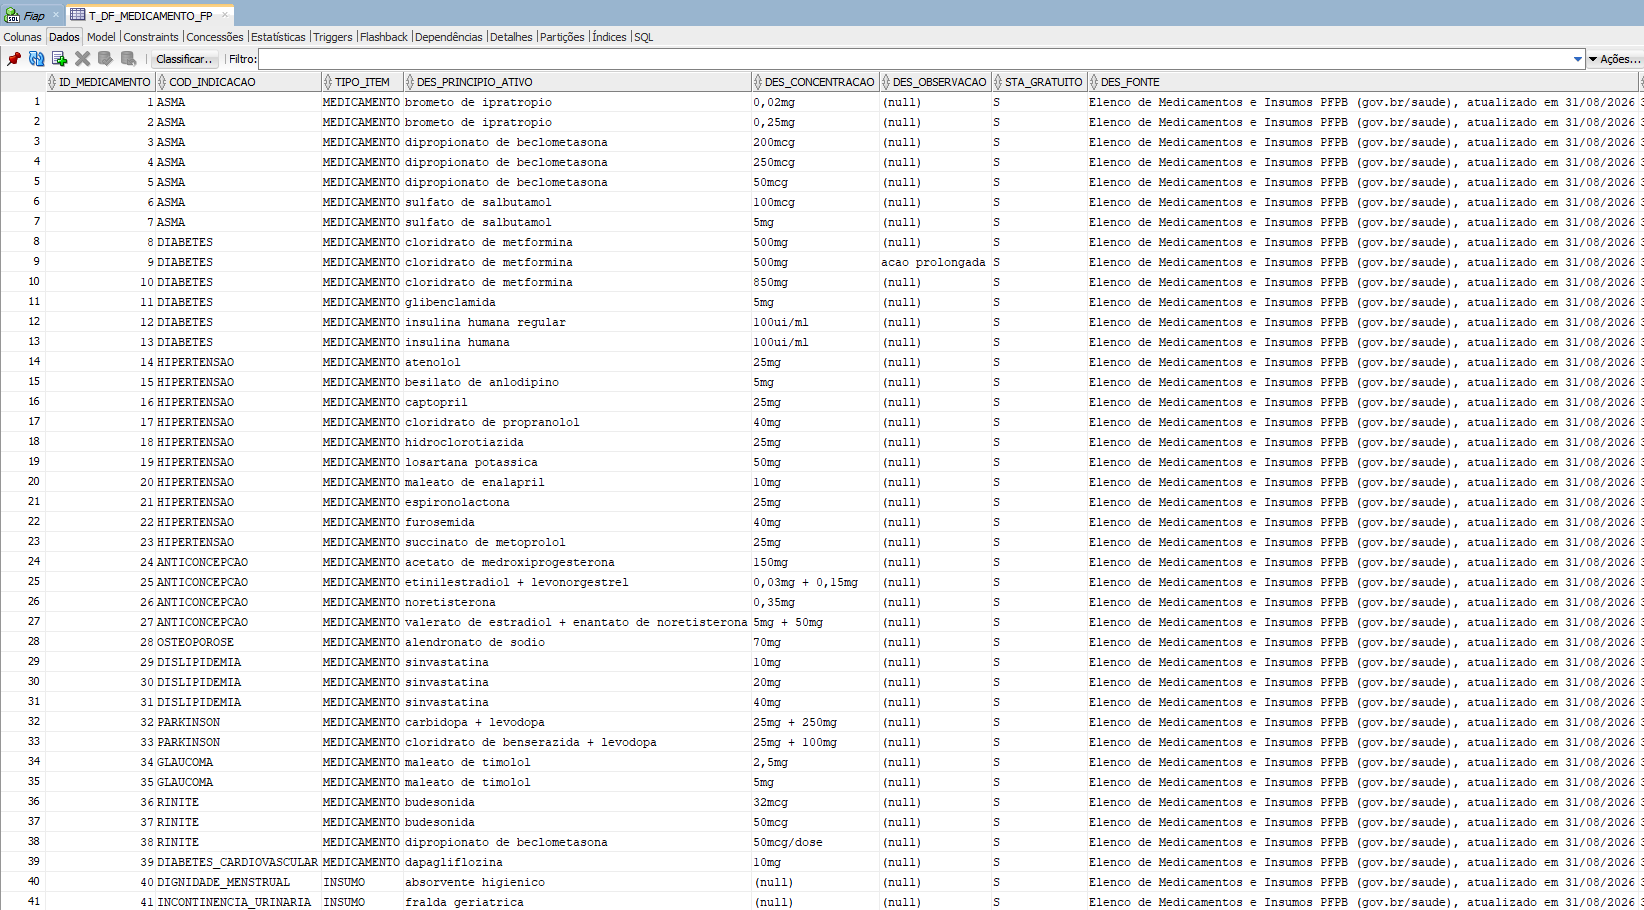 Fiap × T_DF_MEDICAMENTO_FP ×
Colunas Dados Model Constraints Concessões Estatísticas Triggers Flashback Dependências Detalhes Partições Índices SQL
Classificar.. Filtro: Ações...
ID_MEDICAMENTO COD_INDICACAO TIPO_ITEM DES_PRINCIPIO_ATIVO DES_CONCENTRACAO DES_OBSERVACAO STA_GRATUITO DES_FONTE
1 1 ASMA MEDICAMENTO brometo de ipratropio 0,02mg (null) S Elenco de Medicamentos e Insumos PFPB (gov.br/saude), atualizado em 31/08/2026
2 2 ASMA MEDICAMENTO brometo de ipratropio 0,25mg (null) S Elenco de Medicamentos e Insumos PFPB (gov.br/saude), atualizado em 31/08/2026
3 3 ASMA MEDICAMENTO dipropionato de beclometasona 200mcg (null) S Elenco de Medicamentos e Insumos PFPB (gov.br/saude), atualizado em 31/08/2026
4 4 ASMA MEDICAMENTO dipropionato de beclometasona 250mcg (null) S Elenco de Medicamentos e Insumos PFPB (gov.br/saude), atualizado em 31/08/2026
5 5 ASMA MEDICAMENTO dipropionato de beclometasona 50mcg (null) S Elenco de Medicamentos e Insumos PFPB (gov.br/saude), atualizado em 31/08/2026
6 6 ASMA MEDICAMENTO sulfato de salbutamol 100mcg (null) S Elenco de Medicamentos e Insumos PFPB (gov.br/saude), atualizado em 31/08/2026
7 7 ASMA MEDICAMENTO sulfato de salbutamol 5mg (null) S Elenco de Medicamentos e Insumos PFPB (gov.br/saude), atualizado em 31/08/2026
8 8 DIABETES MEDICAMENTO cloridrato de metformina 500mg (null) S Elenco de Medicamentos e Insumos PFPB (gov.br/saude), atualizado em 31/08/2026
9 9 DIABETES MEDICAMENTO cloridrato de metformina 500mg acao prolongada S Elenco de Medicamentos e Insumos PFPB (gov.br/saude), atualizado em 31/08/2026
10 10 DIABETES MEDICAMENTO cloridrato de metformina 850mg (null) S Elenco de Medicamentos e Insumos PFPB (gov.br/saude), atualizado em 31/08/2026
11 11 DIABETES MEDICAMENTO glibenclamida 5mg (null) S Elenco de Medicamentos e Insumos PFPB (gov.br/saude), atualizado em 31/08/2026
12 12 DIABETES MEDICAMENTO insulina humana regular 100ui/ml (null) S Elenco de Medicamentos e Insumos PFPB (gov.br/saude), atualizado em 31/08/2026
13 13 DIABETES MEDICAMENTO insulina humana 100ui/ml (null) S Elenco de Medicamentos e Insumos PFPB (gov.br/saude), atualizado em 31/08/2026
14 14 HIPERTENSAO MEDICAMENTO atenolol 25mg (null) S Elenco de Medicamentos e Insumos PFPB (gov.br/saude), atualizado em 31/08/2026
15 15 HIPERTENSAO MEDICAMENTO besilato de anlodipino 5mg (null) S Elenco de Medicamentos e Insumos PFPB (gov.br/saude), atualizado em 31/08/2026
16 16 HIPERTENSAO MEDICAMENTO captopril 25mg (null) S Elenco de Medicamentos e Insumos PFPB (gov.br/saude), atualizado em 31/08/2026
17 17 HIPERTENSAO MEDICAMENTO cloridrato de propranolol 40mg (null) S Elenco de Medicamentos e Insumos PFPB (gov.br/saude), atualizado em 31/08/2026
18 18 HIPERTENSAO MEDICAMENTO hidroclorotiazida 25mg (null) S Elenco de Medicamentos e Insumos PFPB (gov.br/saude), atualizado em 31/08/2026
19 19 HIPERTENSAO MEDICAMENTO losartana potassica 50mg (null) S Elenco de Medicamentos e Insumos PFPB (gov.br/saude), atualizado em 31/08/2026
20 20 HIPERTENSAO MEDICAMENTO maleato de enalapril 10mg (null) S Elenco de Medicamentos e Insumos PFPB (gov.br/saude), atualizado em 31/08/2026
21 21 HIPERTENSAO MEDICAMENTO espironolactona 25mg (null) S Elenco de Medicamentos e Insumos PFPB (gov.br/saude), atualizado em 31/08/2026
22 22 HIPERTENSAO MEDICAMENTO furosemida 40mg (null) S Elenco de Medicamentos e Insumos PFPB (gov.br/saude), atualizado em 31/08/2026
23 23 HIPERTENSAO MEDICAMENTO succinato de metoprolol 25mg (null) S Elenco de Medicamentos e Insumos PFPB (gov.br/saude), atualizado em 31/08/2026
24 24 ANTICONCEPCAO MEDICAMENTO acetato de medroxiprogesterona 150mg (null) S Elenco de Medicamentos e Insumos PFPB (gov.br/saude), atualizado em 31/08/2026
25 25 ANTICONCEPCAO MEDICAMENTO etinilestradiol + levonorgestrel 0,03mg + 0,15mg (null) S Elenco de Medicamentos e Insumos PFPB (gov.br/saude), atualizado em 31/08/2026
26 26 ANTICONCEPCAO MEDICAMENTO noretisterona 0,35mg (null) S Elenco de Medicamentos e Insumos PFPB (gov.br/saude), atualizado em 31/08/2026
27 27 ANTICONCEPCAO MEDICAMENTO valerato de estradiol + enantato de noretisterona 5mg + 50mg (null) S Elenco de Medicamentos e Insumos PFPB (gov.br/saude), atualizado em 31/08/2026
28 28 OSTEOPOROSE MEDICAMENTO alendronato de sodio 70mg (null) S Elenco de Medicamentos e Insumos PFPB (gov.br/saude), atualizado em 31/08/2026
29 29 DISLIPIDEMIA MEDICAMENTO sinvastatina 10mg (null) S Elenco de Medicamentos e Insumos PFPB (gov.br/saude), atualizado em 31/08/2026
30 30 DISLIPIDEMIA MEDICAMENTO sinvastatina 20mg (null) S Elenco de Medicamentos e Insumos PFPB (gov.br/saude), atualizado em 31/08/2026
31 31 DISLIPIDEMIA MEDICAMENTO sinvastatina 40mg (null) S Elenco de Medicamentos e Insumos PFPB (gov.br/saude), atualizado em 31/08/2026
32 32 PARKINSON MEDICAMENTO carbidopa + levodopa 25mg + 250mg (null) S Elenco de Medicamentos e Insumos PFPB (gov.br/saude), atualizado em 31/08/2026
33 33 PARKINSON MEDICAMENTO cloridrato de benserazida + levodopa 25mg + 100mg (null) S Elenco de Medicamentos e Insumos PFPB (gov.br/saude), atualizado em 31/08/2026
34 34 GLAUCOMA MEDICAMENTO maleato de timolol 2,5mg (null) S Elenco de Medicamentos e Insumos PFPB (gov.br/saude), atualizado em 31/08/2026
35 35 GLAUCOMA MEDICAMENTO maleato de timolol 5mg (null) S Elenco de Medicamentos e Insumos PFPB (gov.br/saude), atualizado em 31/08/2026
36 36 RINITE MEDICAMENTO budesonida 32mcg (null) S Elenco de Medicamentos e Insumos PFPB (gov.br/saude), atualizado em 31/08/2026
37 37 RINITE MEDICAMENTO budesonida 50mcg (null) S Elenco de Medicamentos e Insumos PFPB (gov.br/saude), atualizado em 31/08/2026
38 38 RINITE MEDICAMENTO dipropionato de beclometasona 50mcg/dose (null) S Elenco de Medicamentos e Insumos PFPB (gov.br/saude), atualizado em 31/08/2026
39 39 DIABETES_CARDIOVASCULAR MEDICAMENTO dapagliflozina 10mg (null) S Elenco de Medicamentos e Insumos PFPB (gov.br/saude), atualizado em 31/08/2026
40 40 DIGNIDADE_MENSTRUAL INSUMO absorvente higienico (null) (null) S Elenco de Medicamentos e Insumos PFPB (gov.br/saude), atualizado em 31/08/2026
41 41 INCONTINENCIA_URINARIA INSUMO fralda geriatrica (null) (null) S Elenco de Medicamentos e Insumos PFPB (gov.br/saude), atualizado em 31/08/2026